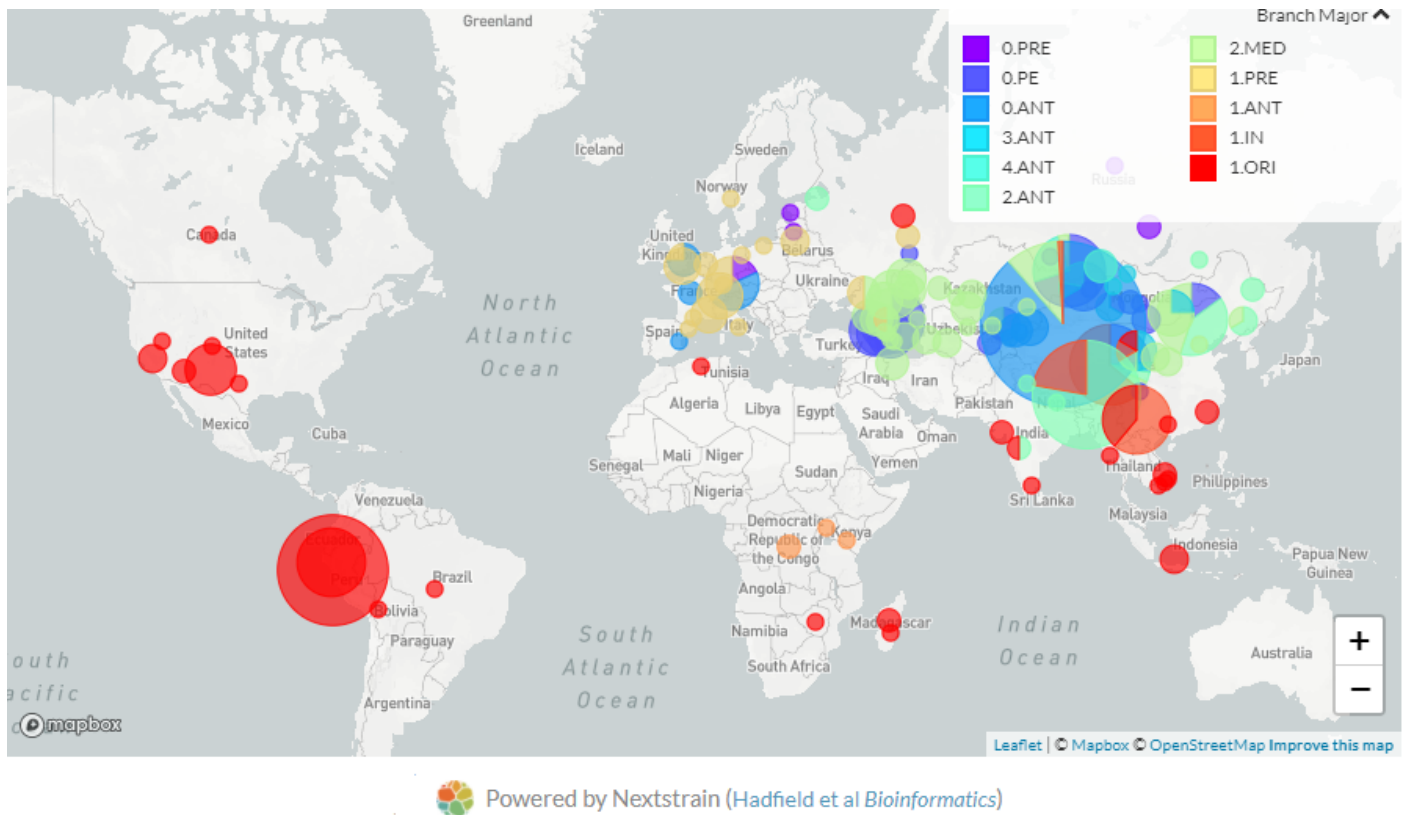 Greenland
Branch Major
0.PRE
0.PE
0.ANT
3.ANT
4.ANT
2.ANT
2.MED
1.PRE
1.ANT
1.IN
1.ORI
Russia
Iceland
Sweden
Norway
Canada
United
Belarus
Ukraine
Kazakhstan
North
Atlantic
Ocean
United
States
Spain
Italy
Uzbekis
Japan
Tunisia
Iraq
Iran
Mexico
Cuba
Algeria
Libya
Egypt
Saudi
Arabia
Oman
Pakistan
India
Senegal
Mali
Niger
Sudan
Yemen
Thailand
Philippines
Venezuela
Nigeria
Sri Lanka
Malaysia
Ecuador
Democratic
Republic of
the Congo
Kenya
Indonesia
Papua New
Guinea
Peru
Brazil
Bolivia
Angola
Paraguay
Namibia
Madagascar
South
Atlantic
Ocean
Indian
Ocean
South Africa
Australia
Argentina
outh
acific
mapbox
+
−
Leaflet | © Mapbox © OpenStreetMap Improve this map
Powered by Nextstrain (Hadfield et al Bioinformatics)